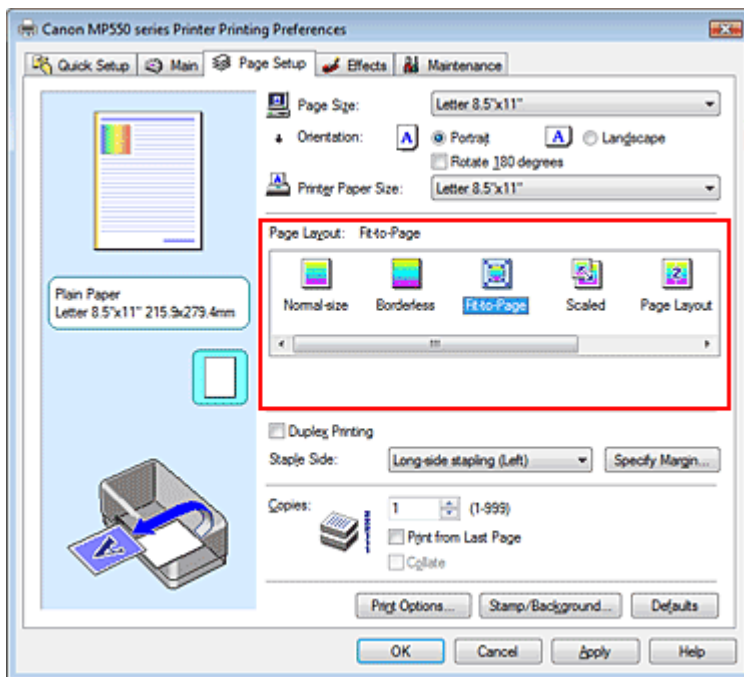 Canon MP550 series Printer Printing Preferences
Quick Setup Main Page Setup Effects Maintenance
Page Size: Letter 8.5"x11"
Orientation: A Portrait A Landscape
Rotate 180 degrees
Printer Paper Size: Letter 8.5"x11"
Page Layout: Fit-to-Page
Normal-size Borderless Fit-to-Page Scaled Page Layout
Plain Paper
Letter 8.5"x11" 215.9x279.4mm
Duplex Printing
Staple Side: Long-side stapling (Left) Specify Margin...
Copies: 1 (1-999)
Print from Last Page
Collate
Print Options... Stamp/Background... Defaults
OK Cancel Apply Help